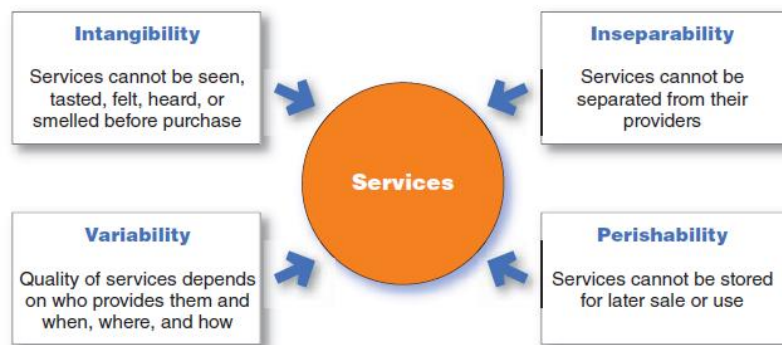 Intangibility
Services cannot be seen,
tasted, felt, heard, or
smelled before purchase
Inseparability
Services cannot be
separated from their
providers
Services
Variability
Quality of services depends
on who provides them and
when, where, and how
Perishability
Services cannot be stored
for later sale or use